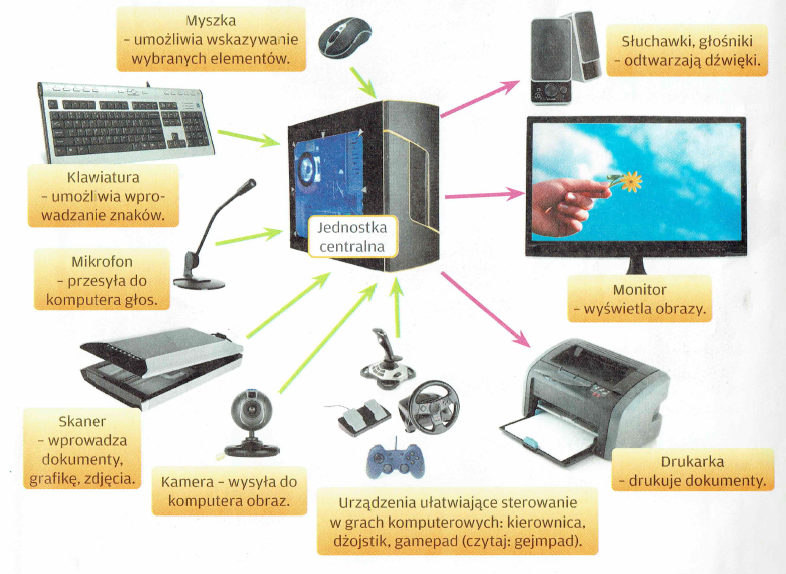 Myszka
– umożliwia wskazywanie
wybranych elementów.
Słuchawki, głośniki
– odtwarzają dźwięki.
Klawiatura
– umożliwia wpro-
wadzanie znaków.
Jednostka
centralna
Mikrofon
– przesyła do
komputera głos.
Monitor
– wyświetla obrazy.
Skaner
– wprowadza
dokumenty,
grafikę, zdjęcia.
Kamera – wysyła do
komputera obraz.
Urządzenia ułatwiające sterowanie
w grach komputerowych: kierownica,
dżojstik, gamepad (czytaj: gejmpad).
Drukarka
– drukuje dokumenty.